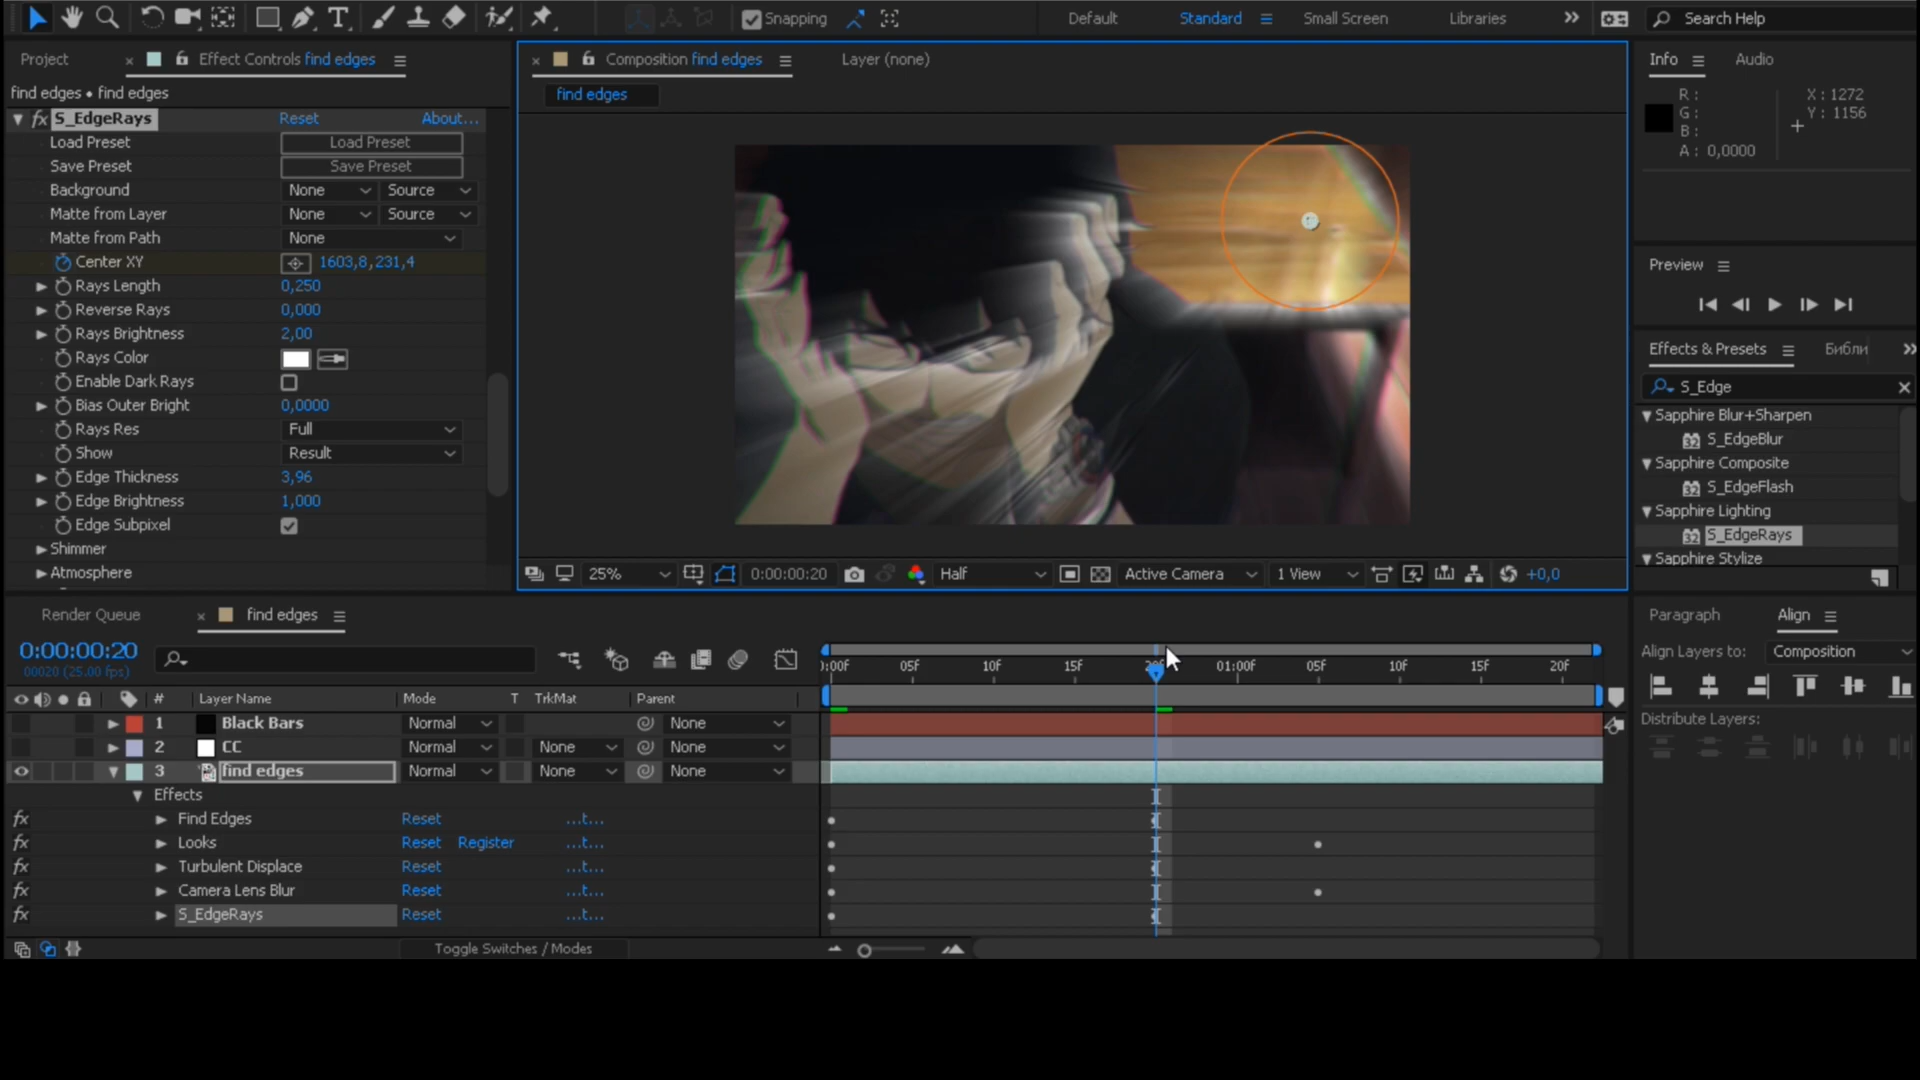 Snapping
Default
Standard
Small Screen
Libraries
Search Help
Project
Effect Controls find edges
Composition find edges
Layer (none)
Info
Audio
find edges • find edges
find edges
R :
G :
B :
A : 0,0000
X : 1272
Y : 1156
fx S_EdgeRays
Reset
About...
Load Preset
Load Preset
Save Preset
Save Preset
Background
None
Source
Matte from Layer
None
Source
Matte from Path
None
Center XY
1603,8,231,4
Rays Length
0,250
Reverse Rays
0,000
Rays Brightness
2,00
Rays Color
Enable Dark Rays
Bias Outer Bright
0,0000
Rays Res
Full
Show
Result
Edge Thickness
3,96
Edge Brightness
1,000
Edge Subpixel
Shimmer
Atmosphere
25%
0:00:00:20
Half
Active Camera
1 View
+0,0
Preview
Effects & Presets
Библи
S_Edge
Sapphire Blur+Sharpen
S_EdgeBlur
Sapphire Composite
S_EdgeFlash
Sapphire Lighting
S_EdgeRays
Sapphire Stylize
Render Queue
find edges
Paragraph
Align
0:00:00:20
00020 (25.00 fps)
Align Layers to:
Composition
Distribute Layers:
):00F
05F
10F
15F
01:00F
05F
10F
15F
20F
#
Layer Name
Mode
T
TrkMat
Parent
1
Black Bars
Normal
None
2
CC
Normal
None
None
3
find edges
Normal
None
None
Effects
fx
Find Edges
Reset
...t...
fx
Looks
Reset
Register
...t...
fx
Turbulent Displace
Reset
...t...
fx
Camera Lens Blur
Reset
...t...
fx
S_EdgeRays
Reset
...t...
Toggle Switches / Modes